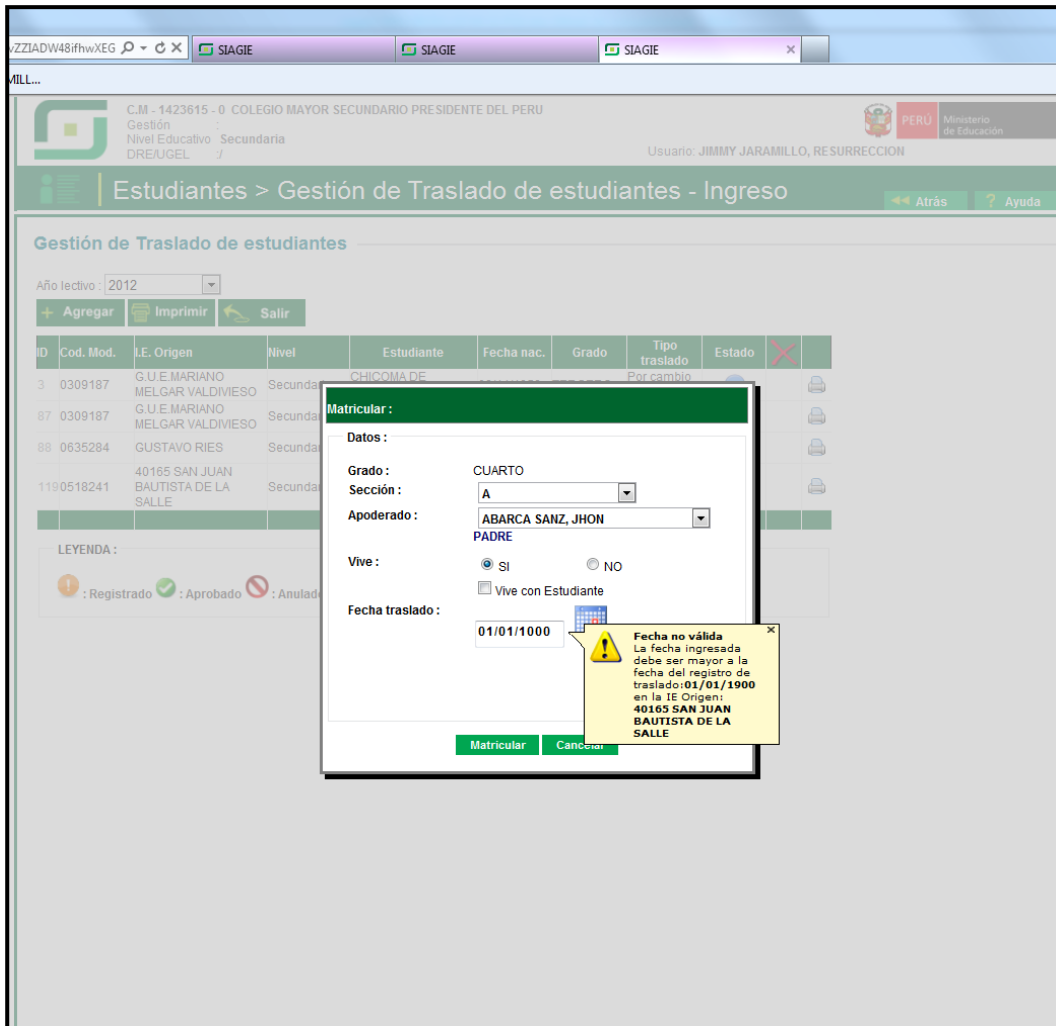 vZZIADW48ifhwXEG
SIAGIE
SIAGIE
SIAGIE
MILL...
C.M - 1423615 - 0 COLEGIO MAYOR SECUNDARIO PRESIDENTE DEL PERU
Gestión :
Nivel Educativo Secundaria
DRE/UGEL :/
Usuario: JIMMY JARAMILLO, RESURRECCION
PERÚ
Ministerio
de Educación
Estudiantes > Gestión de Traslado de estudiantes - Ingreso
Atrás
? Ayuda
Gestión de Traslado de estudiantes
Año lectivo : 2012
+ Agregar Imprimir Salir
ID Cod. Mod. I.E. Origen Nivel Estudiante Fecha nac. Grado Tipo traslado Estado
3 0309187 G.U.E.MARIANO MELGAR VALDIVIESO Secundar CHICOMA DE Por cambio
87 0309187 G.U.E.MARIANO MELGAR VALDIVIESO Secundar
88 0635284 GUSTAVO RIES Secundar
119 0518241 40165 SAN JUAN BAUTISTA DE LA SALLE Secundar
LEYENDA :
: Registrado : Aprobado : Anulado
Matricular :
Datos :
Grado : CUARTO
Sección : A
Apoderado : ABARCA SANZ, JHON
PADRE
Vive : SI NO
Vive con Estudiante
Fecha traslado :
01/01/1000
Fecha no válida
La fecha ingresada
debe ser mayor a la
fecha del registro de
traslado:01/01/1900
en la IE Origen:
40165 SAN JUAN
BAUTISTA DE LA
SALLE
Matricular Cancelar